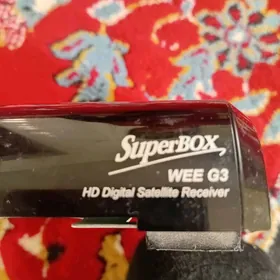 SuperBOX
WEE G3
HD Digital Satellite Receiver